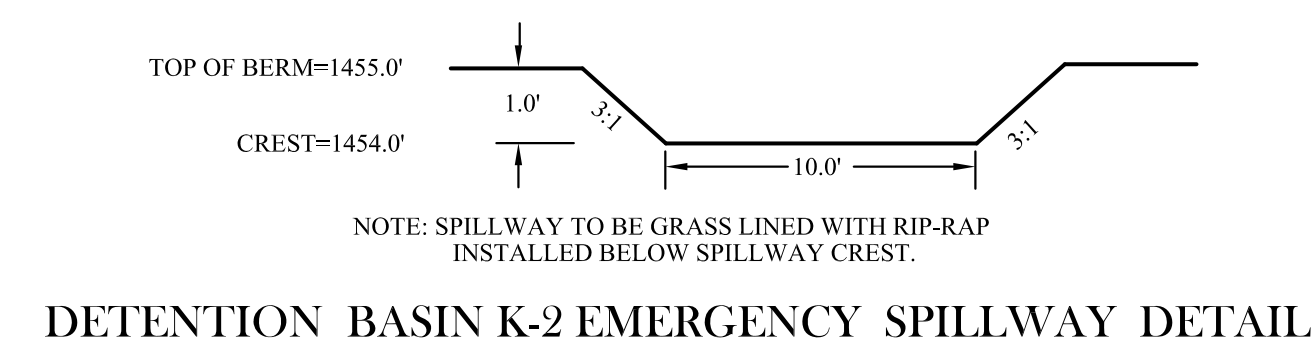 TOP OF BERM=1455.0'
1.0'
3:1
3:1
CREST=1454.0'
10.0'
NOTE: SPILLWAY TO BE GRASS LINED WITH RIP-RAP
INSTALLED BELOW SPILLWAY CREST.
DETENTION BASIN K-2 EMERGENCY SPILLWAY DETAIL